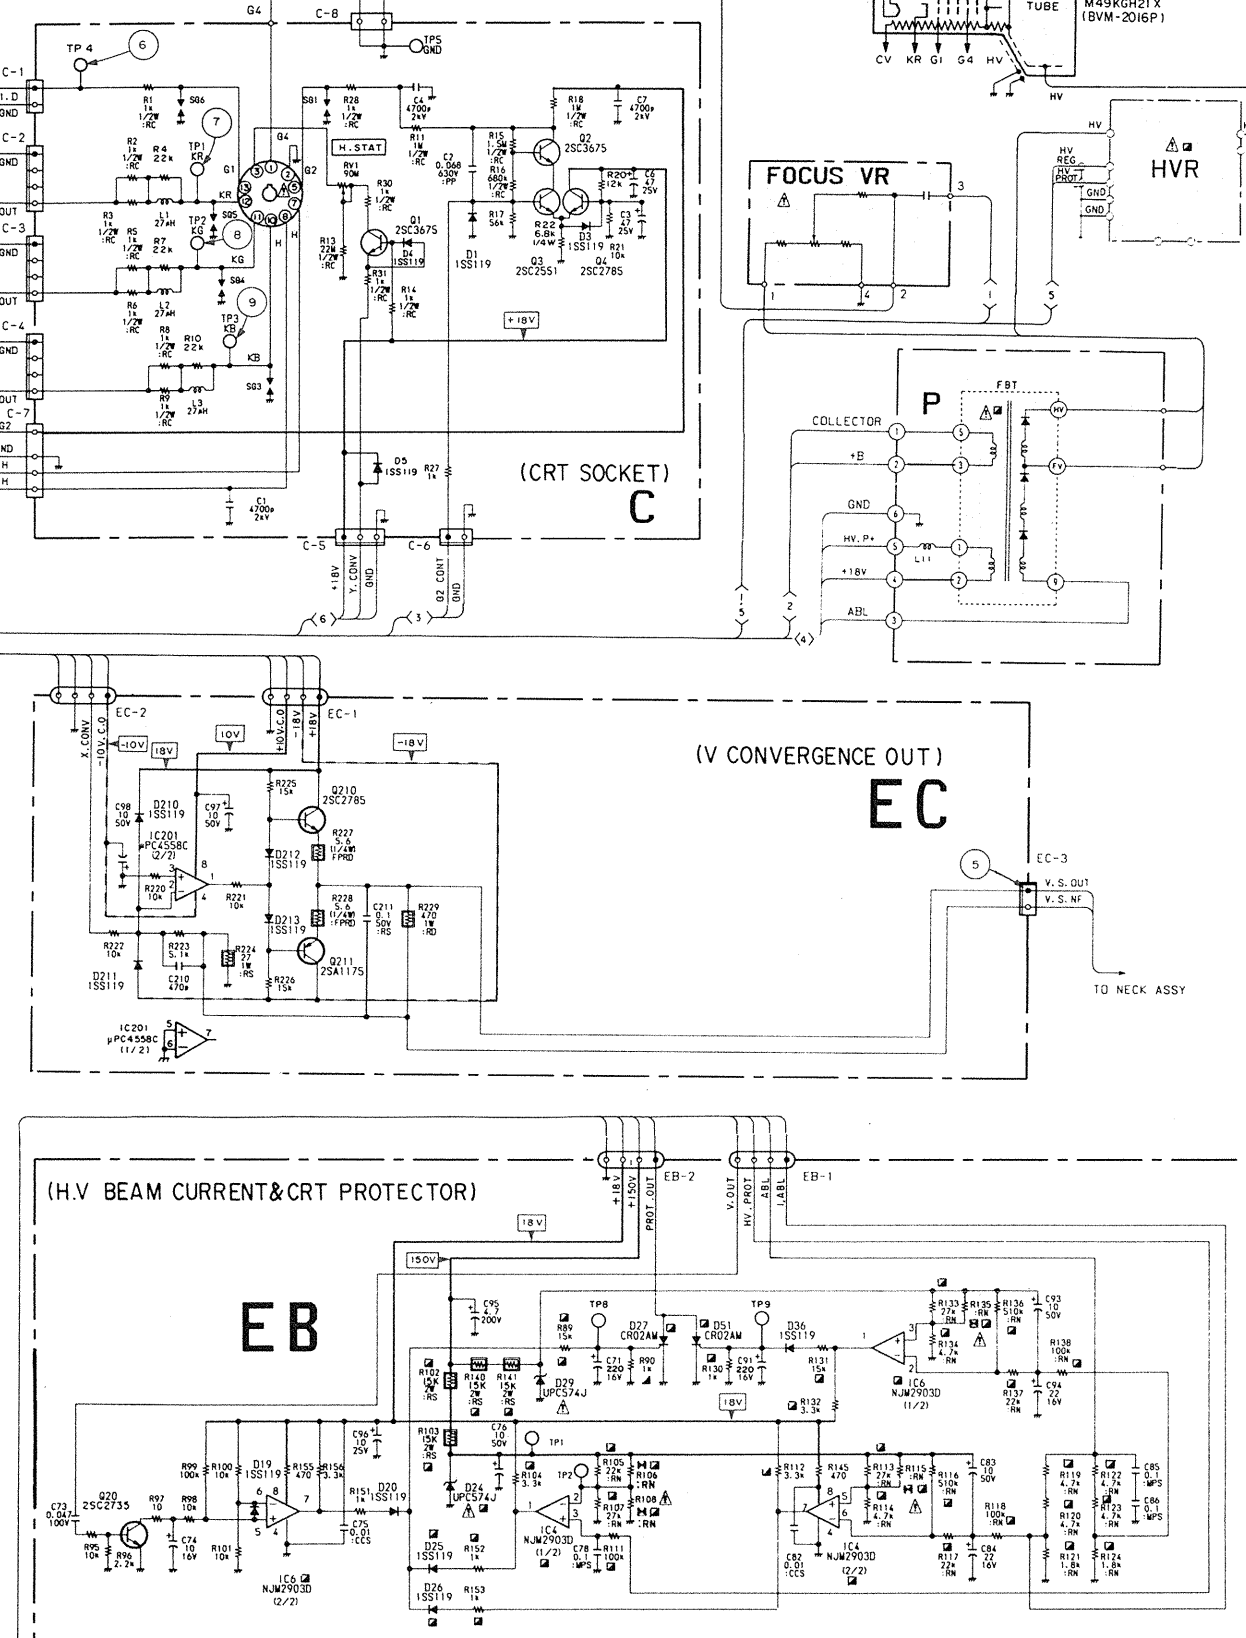 G4
C-8
TP5
GND
TP 4
6
C-1
1.D
GND
R1
1k
1/2W
:RC
SG6
SG1
R28
1k
1/2W
:RC
C4
4700p
2kV
R18
1M
1/2W
:RC
C7
4700p
2kV
7
C-2
GND
R2
1k
1/2W
:RC
R4
22k
TP1
KR
G1
G4
G2
H.STAT
R11
1M
1/2W
:RC
C2
0.068
630V
:PP
R15
1.5M
1/2W
:RC
R16
680k
1/2W
:RC
Q2
2SC3675
RV1
90M
R30
1k
1/2W
:RC
R20
12k
C6
47
25V
KR
OUT
R3
1k
1/2W
:RC
L1
27µH
SG5
TP2
KG
8
H
H
R17
56k
R22
6.8k
1/4W
C3
47
25V
C-3
GND
R5
1k
1/2W
:RC
R7
22k
KG
SG4
Q1
2SC3675
R13
22M
1/2W
:RC
D4
1SS119
D1
1SS119
D3
1SS119
R21
10k
Q3
2SC2551
Q4
2SC2785
OUT
R6
1k
1/2W
:RC
L2
27µH
9
R31
1k
1/2W
:RC
R14
1k
1/2W
:RC
+18V
C-4
GND
R8
1k
1/2W
:RC
R10
22k
TP3
KB
KB
SG3
OUT
R9
1k
1/2W
:RC
L3
27µH
C-7
G2
ND
H
H
C1
4700p
2kV
D5
1SS119
R27
1k
(CRT SOCKET)
C
C-5
C-6
+18V
Y.CONV
GND
G2 CONT
GND
6
3
TUBE
M49KGH21X
(BVM-2016P)
CV
KR
G1
G4
HV
HV
FOCUS VR
3
1
4
2
HV
HV
REG
HV
PROT
GND
GND
HVR
1
5
P
FBT
COLLECTOR
1
5
HV
+B
2
3
FV
GND
6
HV.P+
5
L11
1
+18V
4
2
9
ABL
3
5
2
4
EC-2
EC-1
X.CONV
-10V.C.O
+10V.C.O
-18V
+18V
-10V
18V
10V
-18V
(V CONVERGENCE OUT)
EC
C98
10
50V
D210
1SS119
C97
10
50V
R225
15k
Q210
2SC2785
IC201
µPC4558C
(2/2)
R227
5.6
(1/4W)
FPRD
D212
1SS119
3
2
8
1
4
R220
10k
R221
10k
D213
1SS119
R228
5.6
(1/4W)
:FPRD
C211
0.1
50V
:RS
R229
470
1W
:RD
R222
10k
R223
5.1k
R224
27
1W
:RS
Q211
2SA1175
D211
1SS119
C210
470p
R226
15k
IC201
µPC4558C
(1/2)
5
6
7
5
EC-3
V.S.OUT
V.S.NF
TO NECK ASSY
(H.V BEAM CURRENT&CRT PROTECTOR)
EB
EB-2
EB-1
+18V
+150V
PROT.OUT
V.OUT
HV.PROT
ABL
I.ABL
18V
150V
C95
4.7
200V
R89
15k
TP8
D27
CR02AM
D51
CR02AM
TP9
D36
1SS119
1
3
2
R133
27k
:RN
R135
:RN
R136
510k
:RN
C93
10
50V
R134
4.7k
:RN
R138
100k
:RN
R102
15K
2W
:RS
R140
15K
2W
:RS
R141
15K
2W
:RS
D29
UPC574J
C71
220
16V
R90
1k
R130
1k
C91
220
16V
R131
15k
IC6
NJM2903D
(1/2)
R137
22k
:RN
C94
22
16V
18V
R132
3.3k
R103
15K
2W
:RS
C96
10
25V
C76
10
50V
TP1
TP2
R99
100k
R100
10k
D19
1SS119
R155
470
R156
3.3k
D24
UPC574J
R104
3.3k
R105
22k
:RN
R106
:RN
R107
27k
:RN
R108
:RN
R112
3.3k
R145
470
R113
27k
:RN
R115
:RN
R114
4.7k
:RN
R116
510k
:RN
C83
10
50V
R118
100k
:RN
R119
4.7k
:RN
R122
4.7k
:RN
C85
0.1
:MPS
R120
4.7k
:RN
R123
4.7k
:RN
C86
0.1
:MPS
C73
0.047
100V
Q20
2SC2735
R97
10
R98
10k
R151
1k
D20
1SS119
R95
10k
R96
2.2k
C74
10
16V
R101
10k
6
5
8
7
4
C75
0.01
:CCS
IC6
NJM2903D
(2/2)
D25
1SS119
R152
1k
D26
1SS119
R153
1k
1
2
3
IC4
NJM2903D
(1/2)
C78
0.1
:MPS
R111
100k
8
7
5
6
4
C82
0.01
:CCS
IC4
NJM2903D
(2/2)
R117
22k
:RN
C84
22
16V
R121
1.8k
:RN
R124
1.8k
:RN